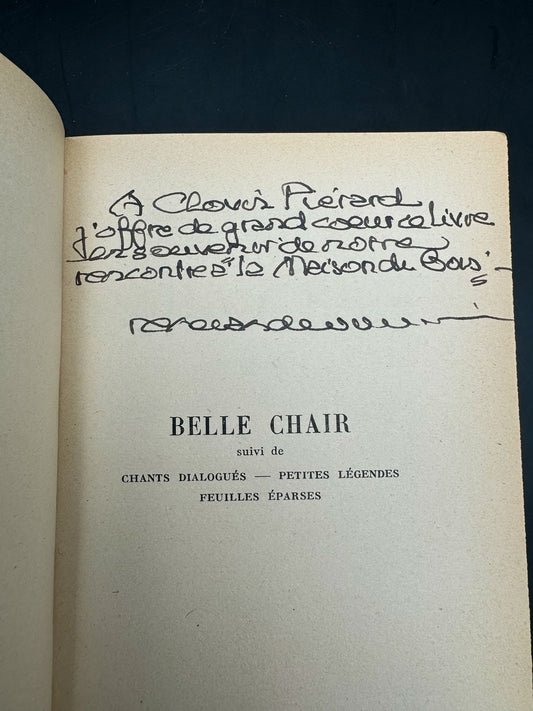 A Clovis Piérard
j'offre de grand coeur ce livre
en souvenir de notre
rencontre à la Maison du Bois
BELLE CHAIR
suivi de
CHANTS DIALOGUÉS — PETITES LÉGENDES
FEUILLES ÉPARSES